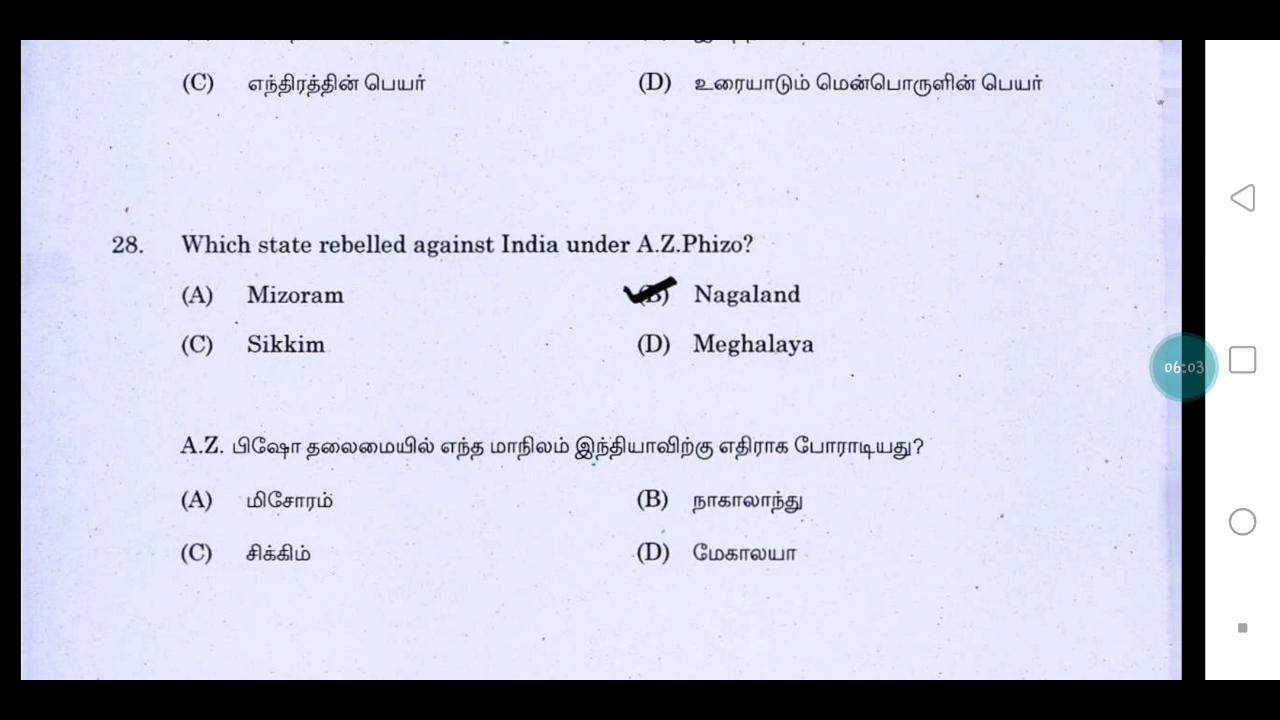 (C) எந்திரத்தின் பெயர் (D) உரையாடும் மென்பொருளின் பெயர்
28. Which state rebelled against India under A.Z.Phizo?
(A) Mizoram (B) Nagaland
(C) Sikkim (D) Meghalaya
06:03
A.Z. பிஷோ தலைமையில் எந்த மாநிலம் இந்தியாவிற்கு எதிராக போராடியது?
(A) மிசோரம் (B) நாகாலாந்து
(C) சிக்கிம் (D) மேகாலயா